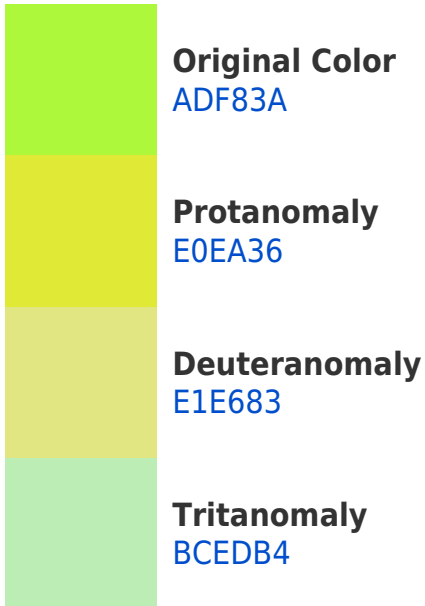 Original Color
ADF83A
Protanomaly
E0EA36
Deuteranomaly
E1E683
Tritanomaly
BCEDB4